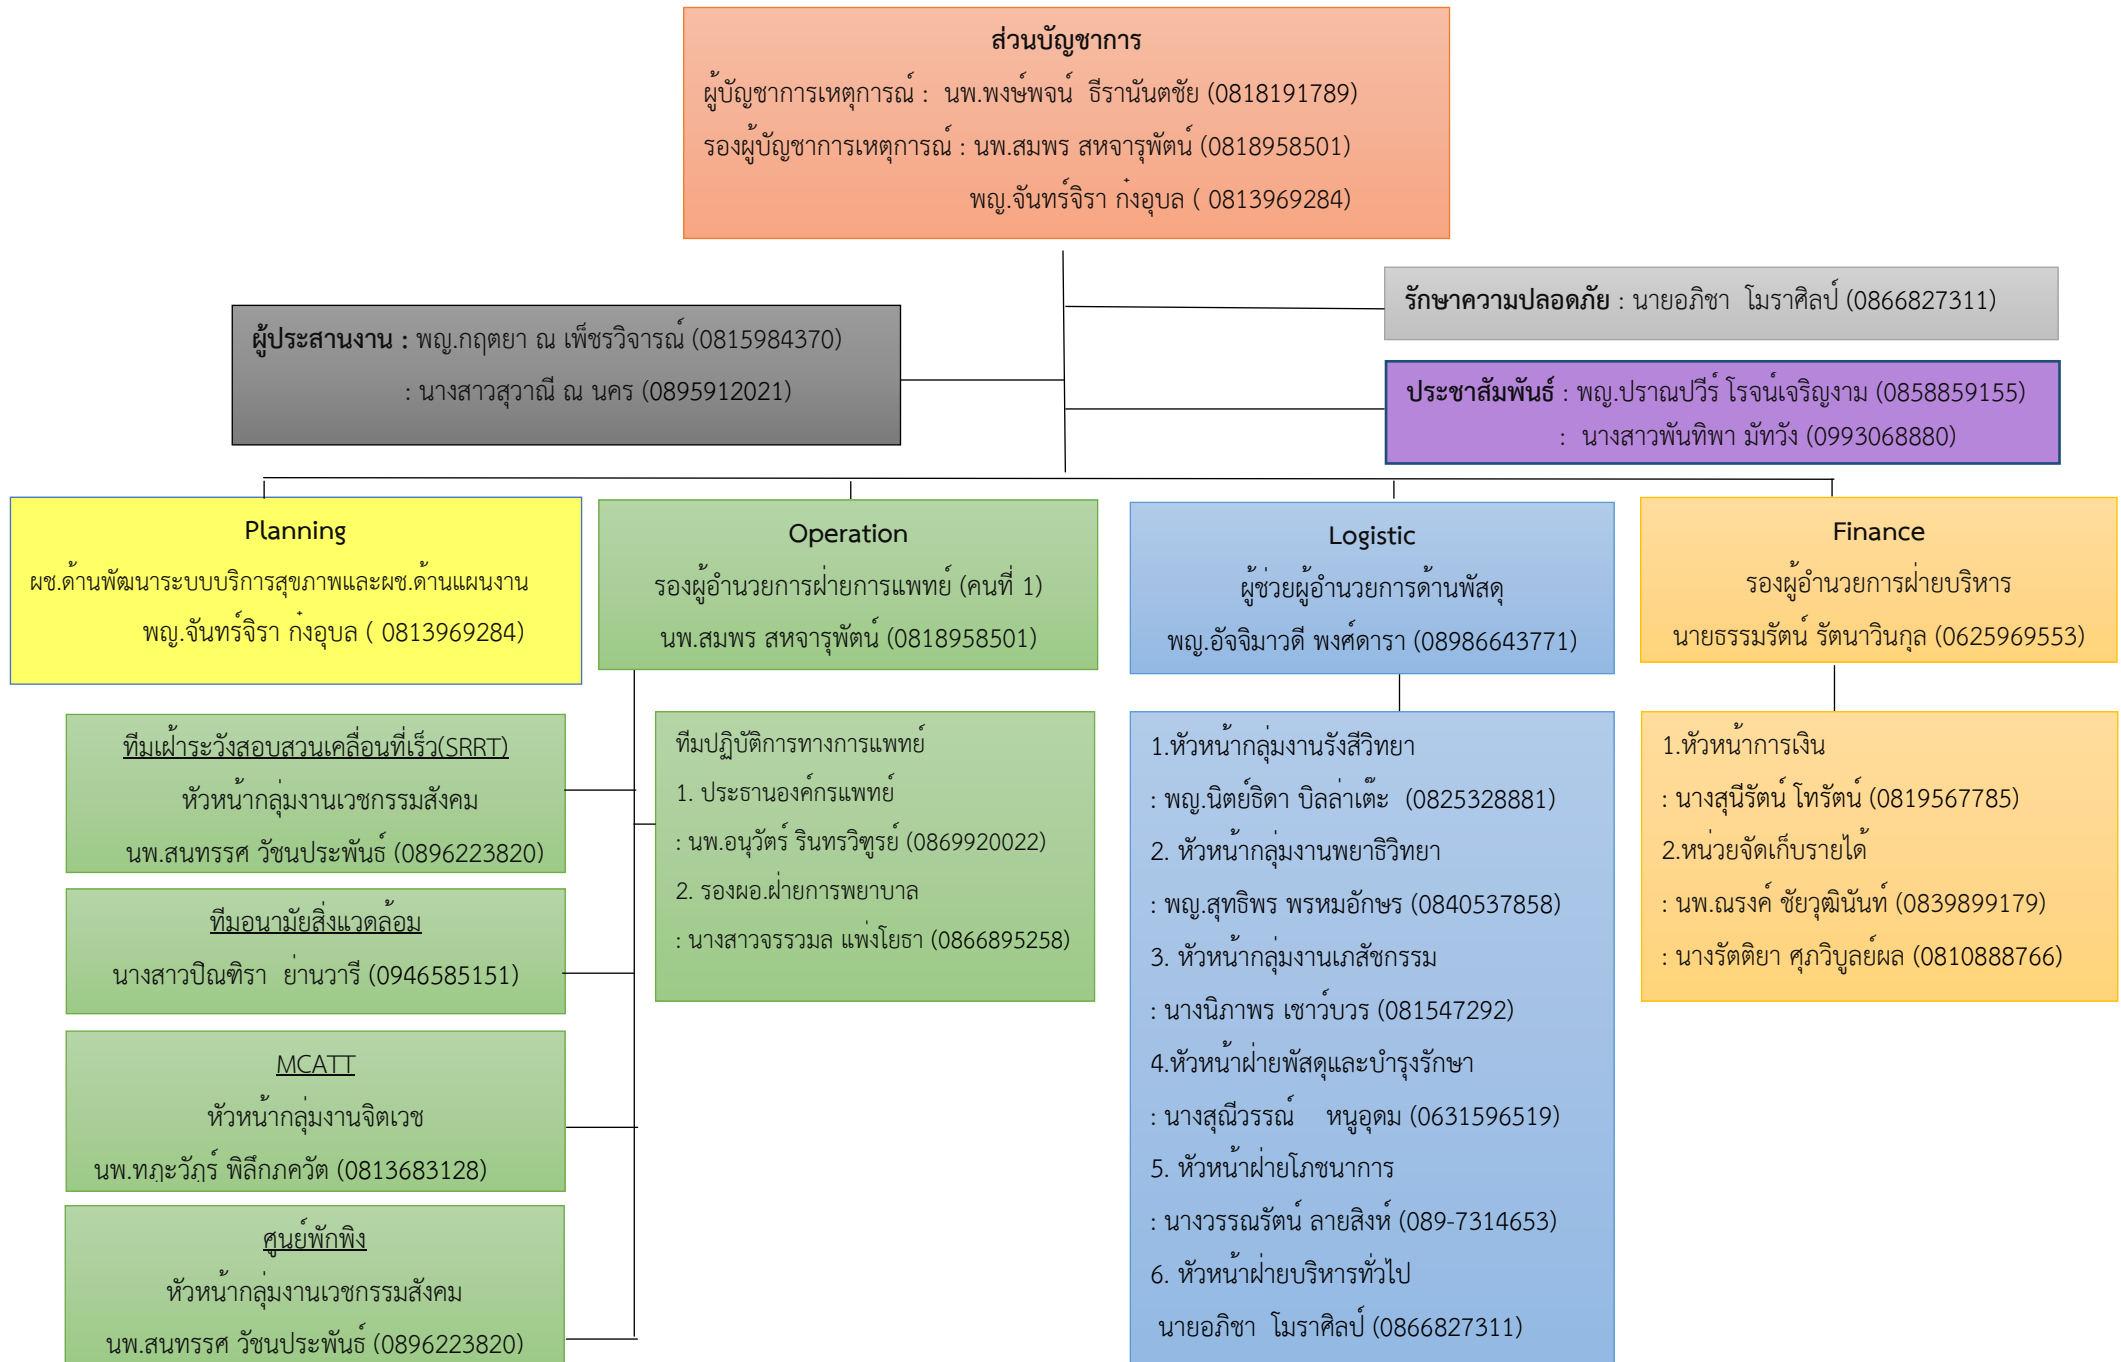 ส่วนบัญชาการ
ผู้บัญชาการเหตุการณ์ : นพ.พงษ์พจน์ ธีรานันตชัย (0818191789)
รองผู้บัญชาการเหตุการณ์ : นพ.สมพร สหจารุพัตน์ (0818958501)
พญ.จันทร์จิรา ก๋งอุบล ( 0813969284)
รักษาความปลอดภัย : นายอภิชา โมราศิลป์ (0866827311)
ผู้ประสานงาน : พญ.กฤตยา ณ เพ็ชรวิจารณ์ (0815984370)
: นางสาวสุวาณี ณ นคร (0895912021)
ประชาสัมพันธ์ : พญ.ปราณปวีร์ โรจน์เจริญงาม (0858859155)
: นางสาวพันทิพา มัทวัง (0993068880)
Planning
ผช.ด้านพัฒนาระบบบริการสุขภาพและผช.ด้านแผนงาน
พญ.จันทร์จิรา ก๋งอุบล ( 0813969284)
Operation
รองผู้อำนวยการฝ่ายการแพทย์ (คนที่ 1)
นพ.สมพร สหจารุพัตน์ (0818958501)
Logistic
ผู้ช่วยผู้อำนวยการด้านพัสดุ
พญ.อัจจิมาวดี พงศ์ดารา (08986643771)
Finance
รองผู้อำนวยการฝ่ายบริหาร
นายธรรมรัตน์ รัตนาวินกุล (0625969553)
ทีมเฝ้าระวังสอบสวนเคลื่อนที่เร็ว(SRRT)
หัวหน้ากลุ่มงานเวชกรรมสังคม
นพ.สนทรรศ วัชนประพันธ์ (0896223820)
ทีมอนามัยสิ่งแวดล้อม
นางสาวปิณฑิรา ย่านวารี (0946585151)
MCATT
หัวหน้ากลุ่มงานจิตเวช
นพ.ทฦะวัฦร์ พิลึกภควัต (0813683128)
ศูนย์พักพิง
หัวหน้ากลุ่มงานเวชกรรมสังคม
นพ.สนทรรศ วัชนประพันธ์ (0896223820)
ทีมปฏิบัติการทางการแพทย์
1. ประธานองค์กรแพทย์
: นพ.อนุวัตร์ รินทรวิฑูรย์ (0869920022)
2. รองผอ.ฝ่ายการพยาบาล
: นางสาวจรรวมล แพ่งโยธา (0866895258)
1.หัวหน้ากลุ่มงานรังสีวิทยา
: พญ.นิตย์ธิดา บิลล่าเต๊ะ (0825328881)
2. หัวหน้ากลุ่มงานพยาธิวิทยา
: พญ.สุทธิพร พรหมอักษร (0840537858)
3. หัวหน้ากลุ่มงานเภสัชกรรม
: นางนิภาพร เชาว์บวร (081547292)
4.หัวหน้าฝ่ายพัสดุและบำรุงรักษา
: นางสุณีวรรณ์ หนูอุดม (0631596519)
5. หัวหน้าฝ่ายโภชนาการ
: นางวรรณรัตน์ ลายสิงห์ (089-7314653)
6. หัวหน้าฝ่ายบริหารทั่วไป
นายอภิชา โมราศิลป์ (0866827311)
1.หัวหน้าการเงิน
: นางสุนีรัตน์ โทรัตน์ (0819567785)
2.หน่วยจัดเก็บรายได้
: นพ.ณรงค์ ชัยวุฒินันท์ (0839899179)
: นางรัตติยา ศุภวิบูลย์ผล (0810888766)